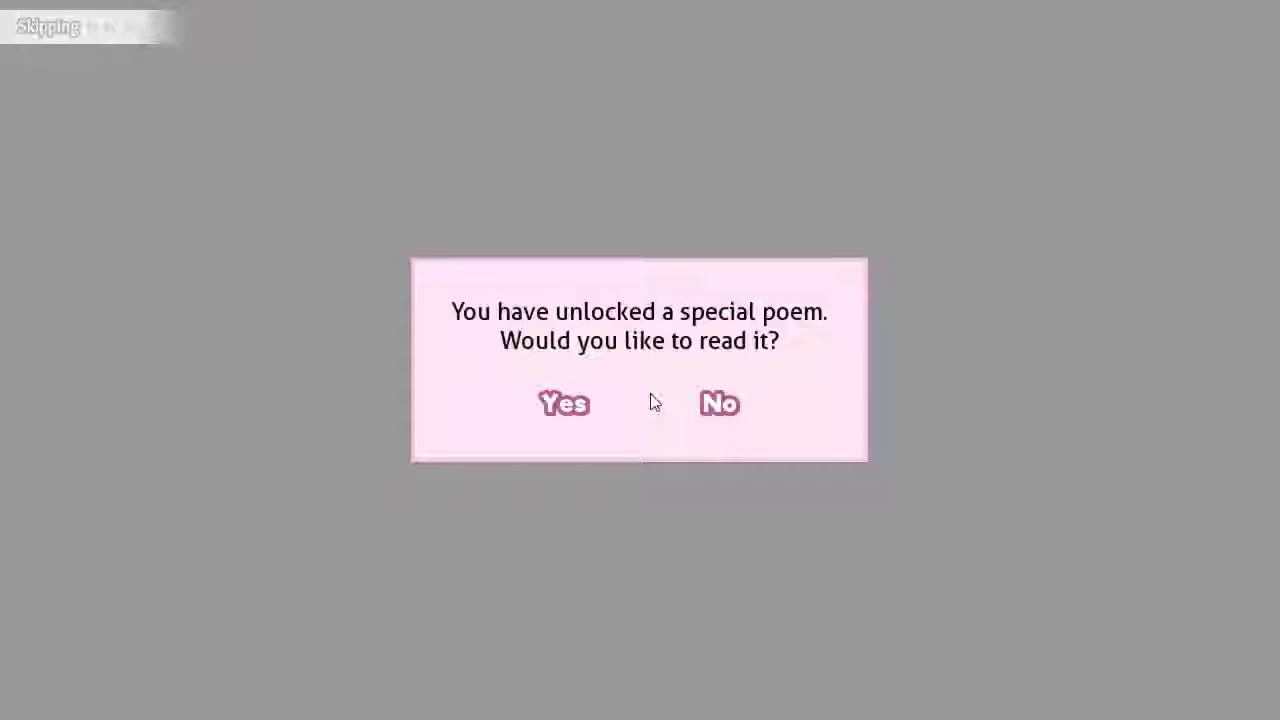 Skipping
You have unlocked a special poem.
Would you like to read it?
Yes No